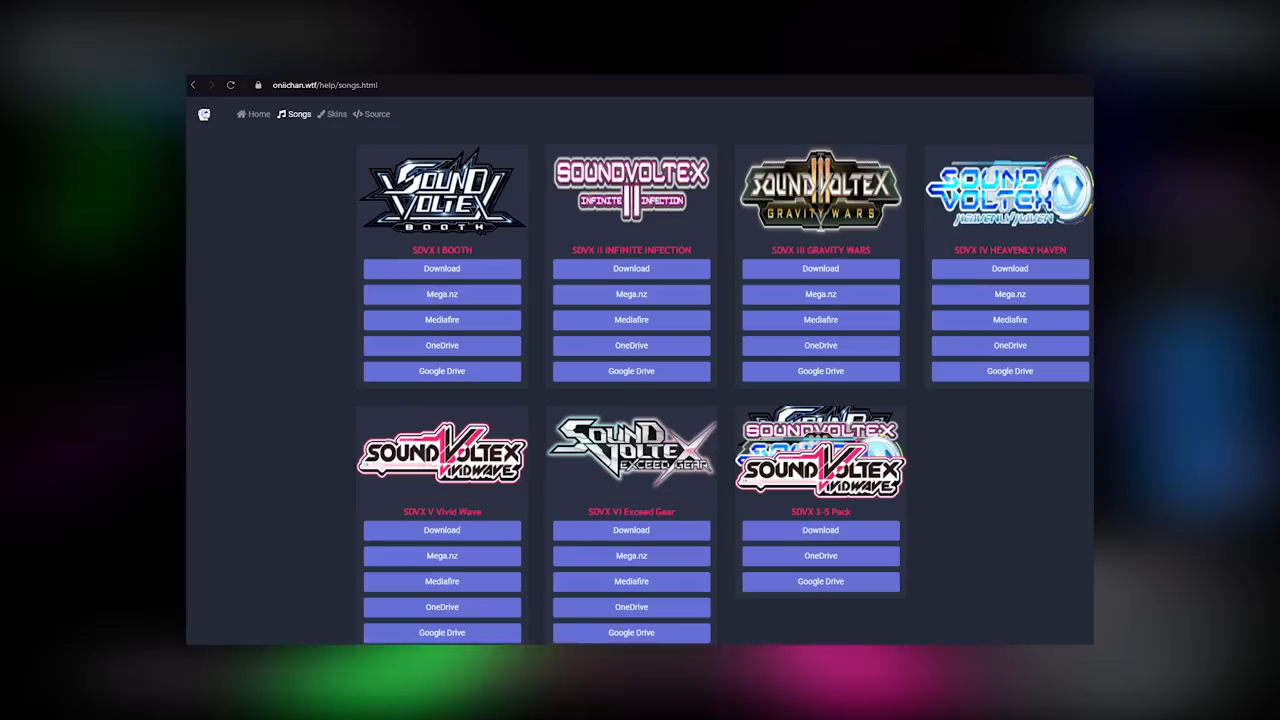 oniichan.wtf/help/songs.html
Home Songs Skins Source
SOUND VOLTEX BOOTH
SOUND VOLTEX II INFINITE INFECTION
SOUND VOLTEX III GRAVITY WARS
SOUND VOLTEX HEAVENLY HAVEN
SDVX I BOOTH
SDVX II INFINITE INFECTION
SDVX III GRAVITY WARS
SDVX IV HEAVENLY HAVEN
Download Download Download Download
Mega.nz Mega.nz Mega.nz Mega.nz
Mediafire Mediafire Mediafire Mediafire
OneDrive OneDrive OneDrive OneDrive
Google Drive Google Drive Google Drive Google Drive
SOUND VOLTEX VIVIDWAVE
SOUND VOLTEX EXCEED GEAR
SOUND VOLTEX
SOUND VOLTEX VIVIDWAVE
SDVX V Vivid Wave
SDVX VI Exceed Gear
SDVX 1-5 Pack
Download Download Download
Mega.nz Mega.nz OneDrive
Mediafire Mediafire Google Drive
OneDrive OneDrive
Google Drive Google Drive